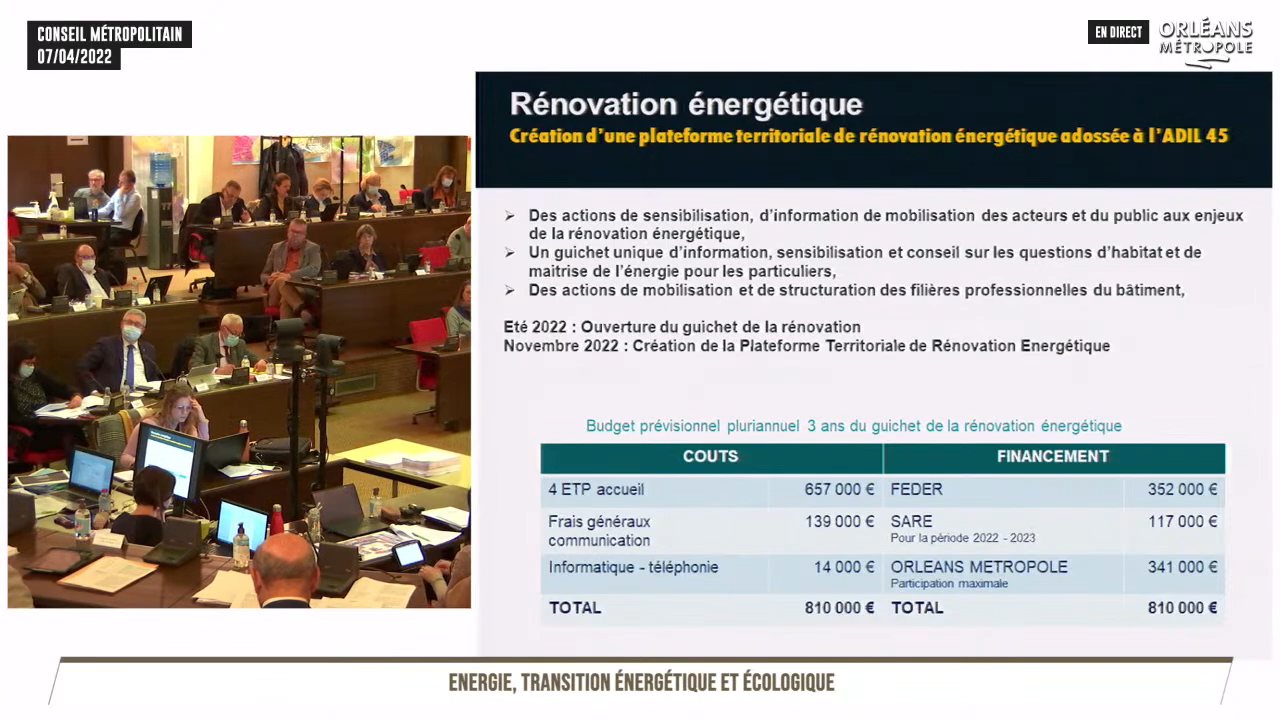 CONSEIL MÉTROPOLITAIN
07/04/2022
EN DIRECT
ORLÉANS
MÉTROPOLE
Rénovation énergétique
Création d'une plateforme territoriale de rénovation énergétique adossée à l'ADIL 45
➢ Des actions de sensibilisation, d'information de mobilisation des acteurs et du public aux enjeux
de la rénovation énergétique,
➢ Un guichet unique d'information, sensibilisation et conseil sur les questions d'habitat et de
maitrise de l'énergie pour les particuliers,
➢ Des actions de mobilisation et de structuration des filières professionnelles du bâtiment,
Eté 2022 : Ouverture du guichet de la rénovation
Novembre 2022 : Création de la Plateforme Territoriale de Rénovation Energétique
Budget prévisionnel pluriannuel 3 ans du guichet de la rénovation énergétique
COUTS FINANCEMENT
4 ETP accueil 657 000 € FEDER 352 000 €
Frais généraux 139 000 € SARE 117 000 €
communication Pour la période 2022 - 2023
Informatique - téléphonie 14 000 € ORLEANS METROPOLE 341 000 €
Participation maximale
TOTAL 810 000 € TOTAL 810 000 €
ENERGIE, TRANSITION ÉNERGÉTIQUE ET ÉCOLOGIQUE